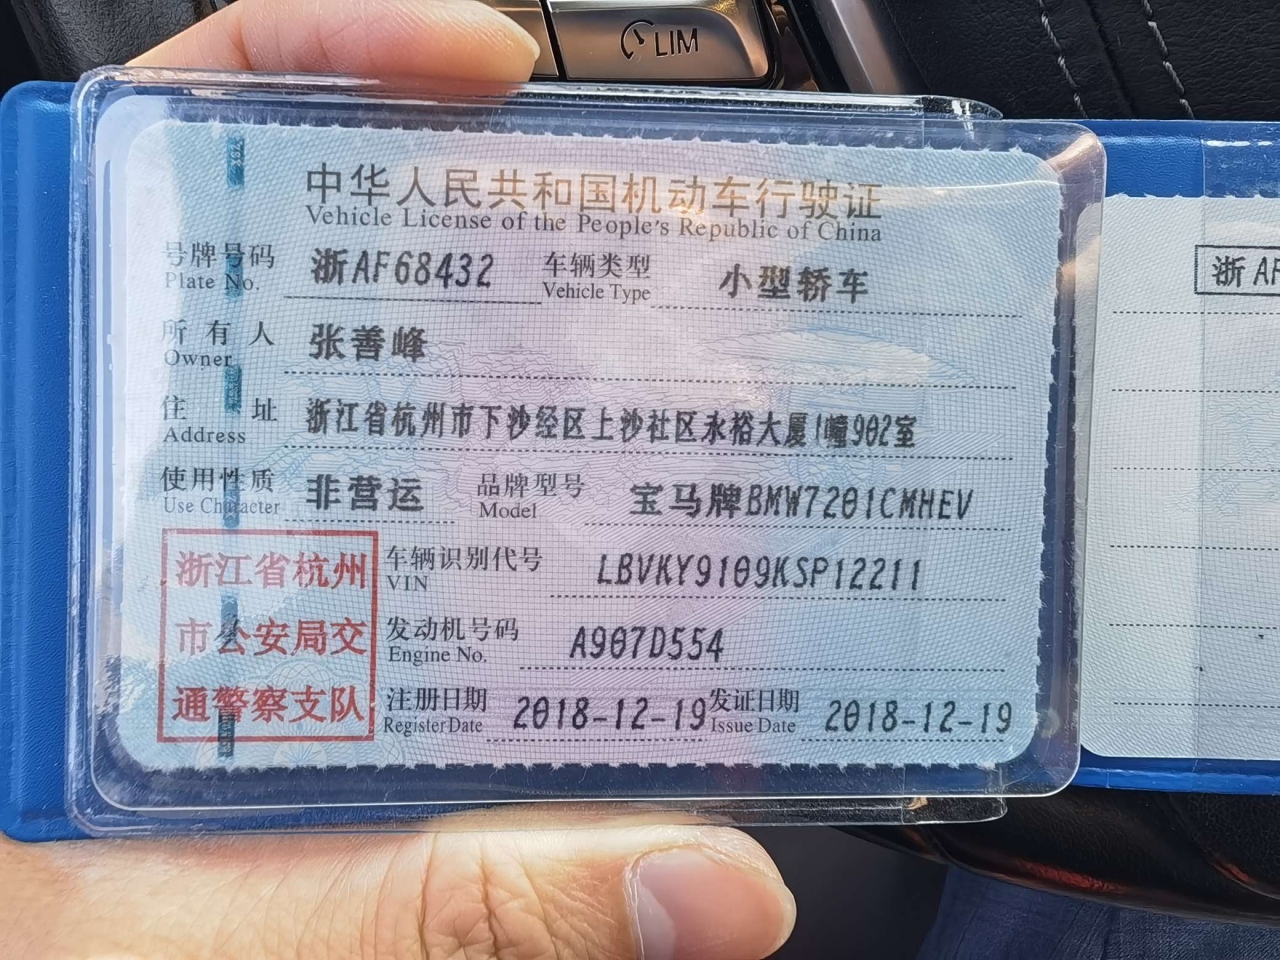 LIM
中华人民共和国机动车行驶证
Vehicle License of the People's Republic of China
号牌号码 浙AF68432 车辆类型 小型轿车
Plate No. Vehicle Type
所有人 张善峰
Owner
住址 浙江省杭州市下沙经区上沙社区永裕大厦1幢902室
Address
使用性质 非营运 品牌型号 宝马牌BMW7201CMHEV
Use Character Model
浙江省杭州
市公安局交
通警察支队
车辆识别代号 LBVKY9109KSP12211
VIN
发动机号码 A907D554
Engine No.
注册日期 2018-12-19 发证日期 2018-12-19
Register Date Issue Date
浙AF